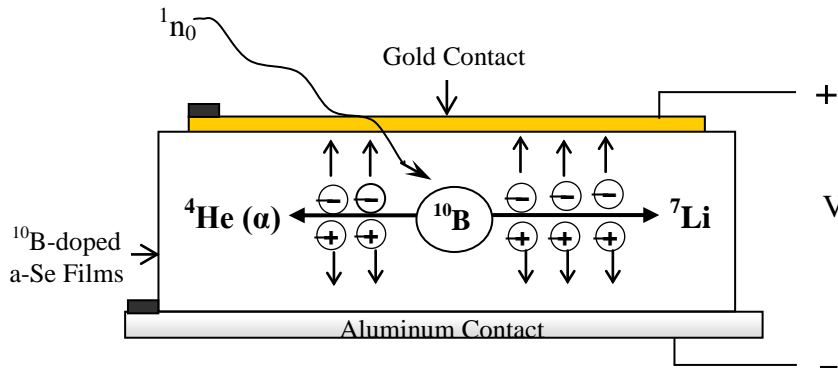 ¹n₀
Gold Contact
+
⁴He (α)
¹⁰B
⁷Li
V
¹⁰B-doped
a-Se Films
Aluminum Contact
−